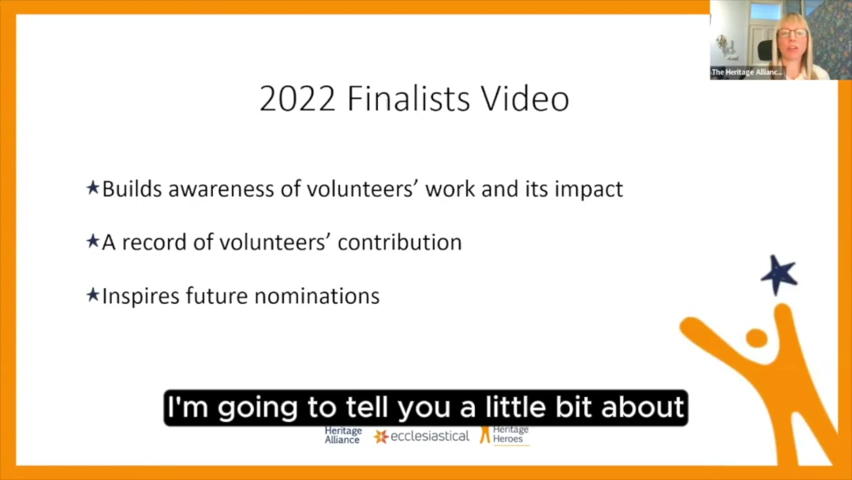 The Heritage Allianc...
2022 Finalists Video
Builds awareness of volunteers' work and its impact
A record of volunteers' contribution
Inspires future nominations
I'm going to tell you a little bit about
Heritage
Alliance
ecclesiastical
Heritage
Heroes